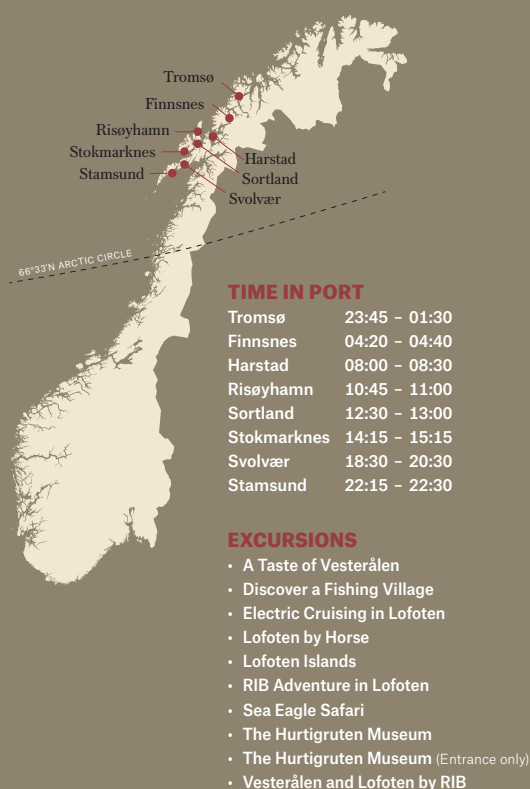 Tromsø
Finnsnes
Risøyhamn
Stokmarknes
Stamsund
Harstad
Sortland
Svolvær
66°33'N ARCTIC CIRCLE
TIME IN PORT
Tromsø 23:45 – 01:30
Finnsnes 04:20 – 04:40
Harstad 08:00 – 08:30
Risøyhamn 10:45 – 11:00
Sortland 12:30 – 13:00
Stokmarknes 14:15 – 15:15
Svolvær 18:30 – 20:30
Stamsund 22:15 – 22:30
EXCURSIONS
• A Taste of Vesterålen
• Discover a Fishing Village
• Electric Cruising in Lofoten
• Lofoten by Horse
• Lofoten Islands
• RIB Adventure in Lofoten
• Sea Eagle Safari
• The Hurtigruten Museum
• The Hurtigruten Museum (Entrance only)
• Vesterålen and Lofoten by RIB